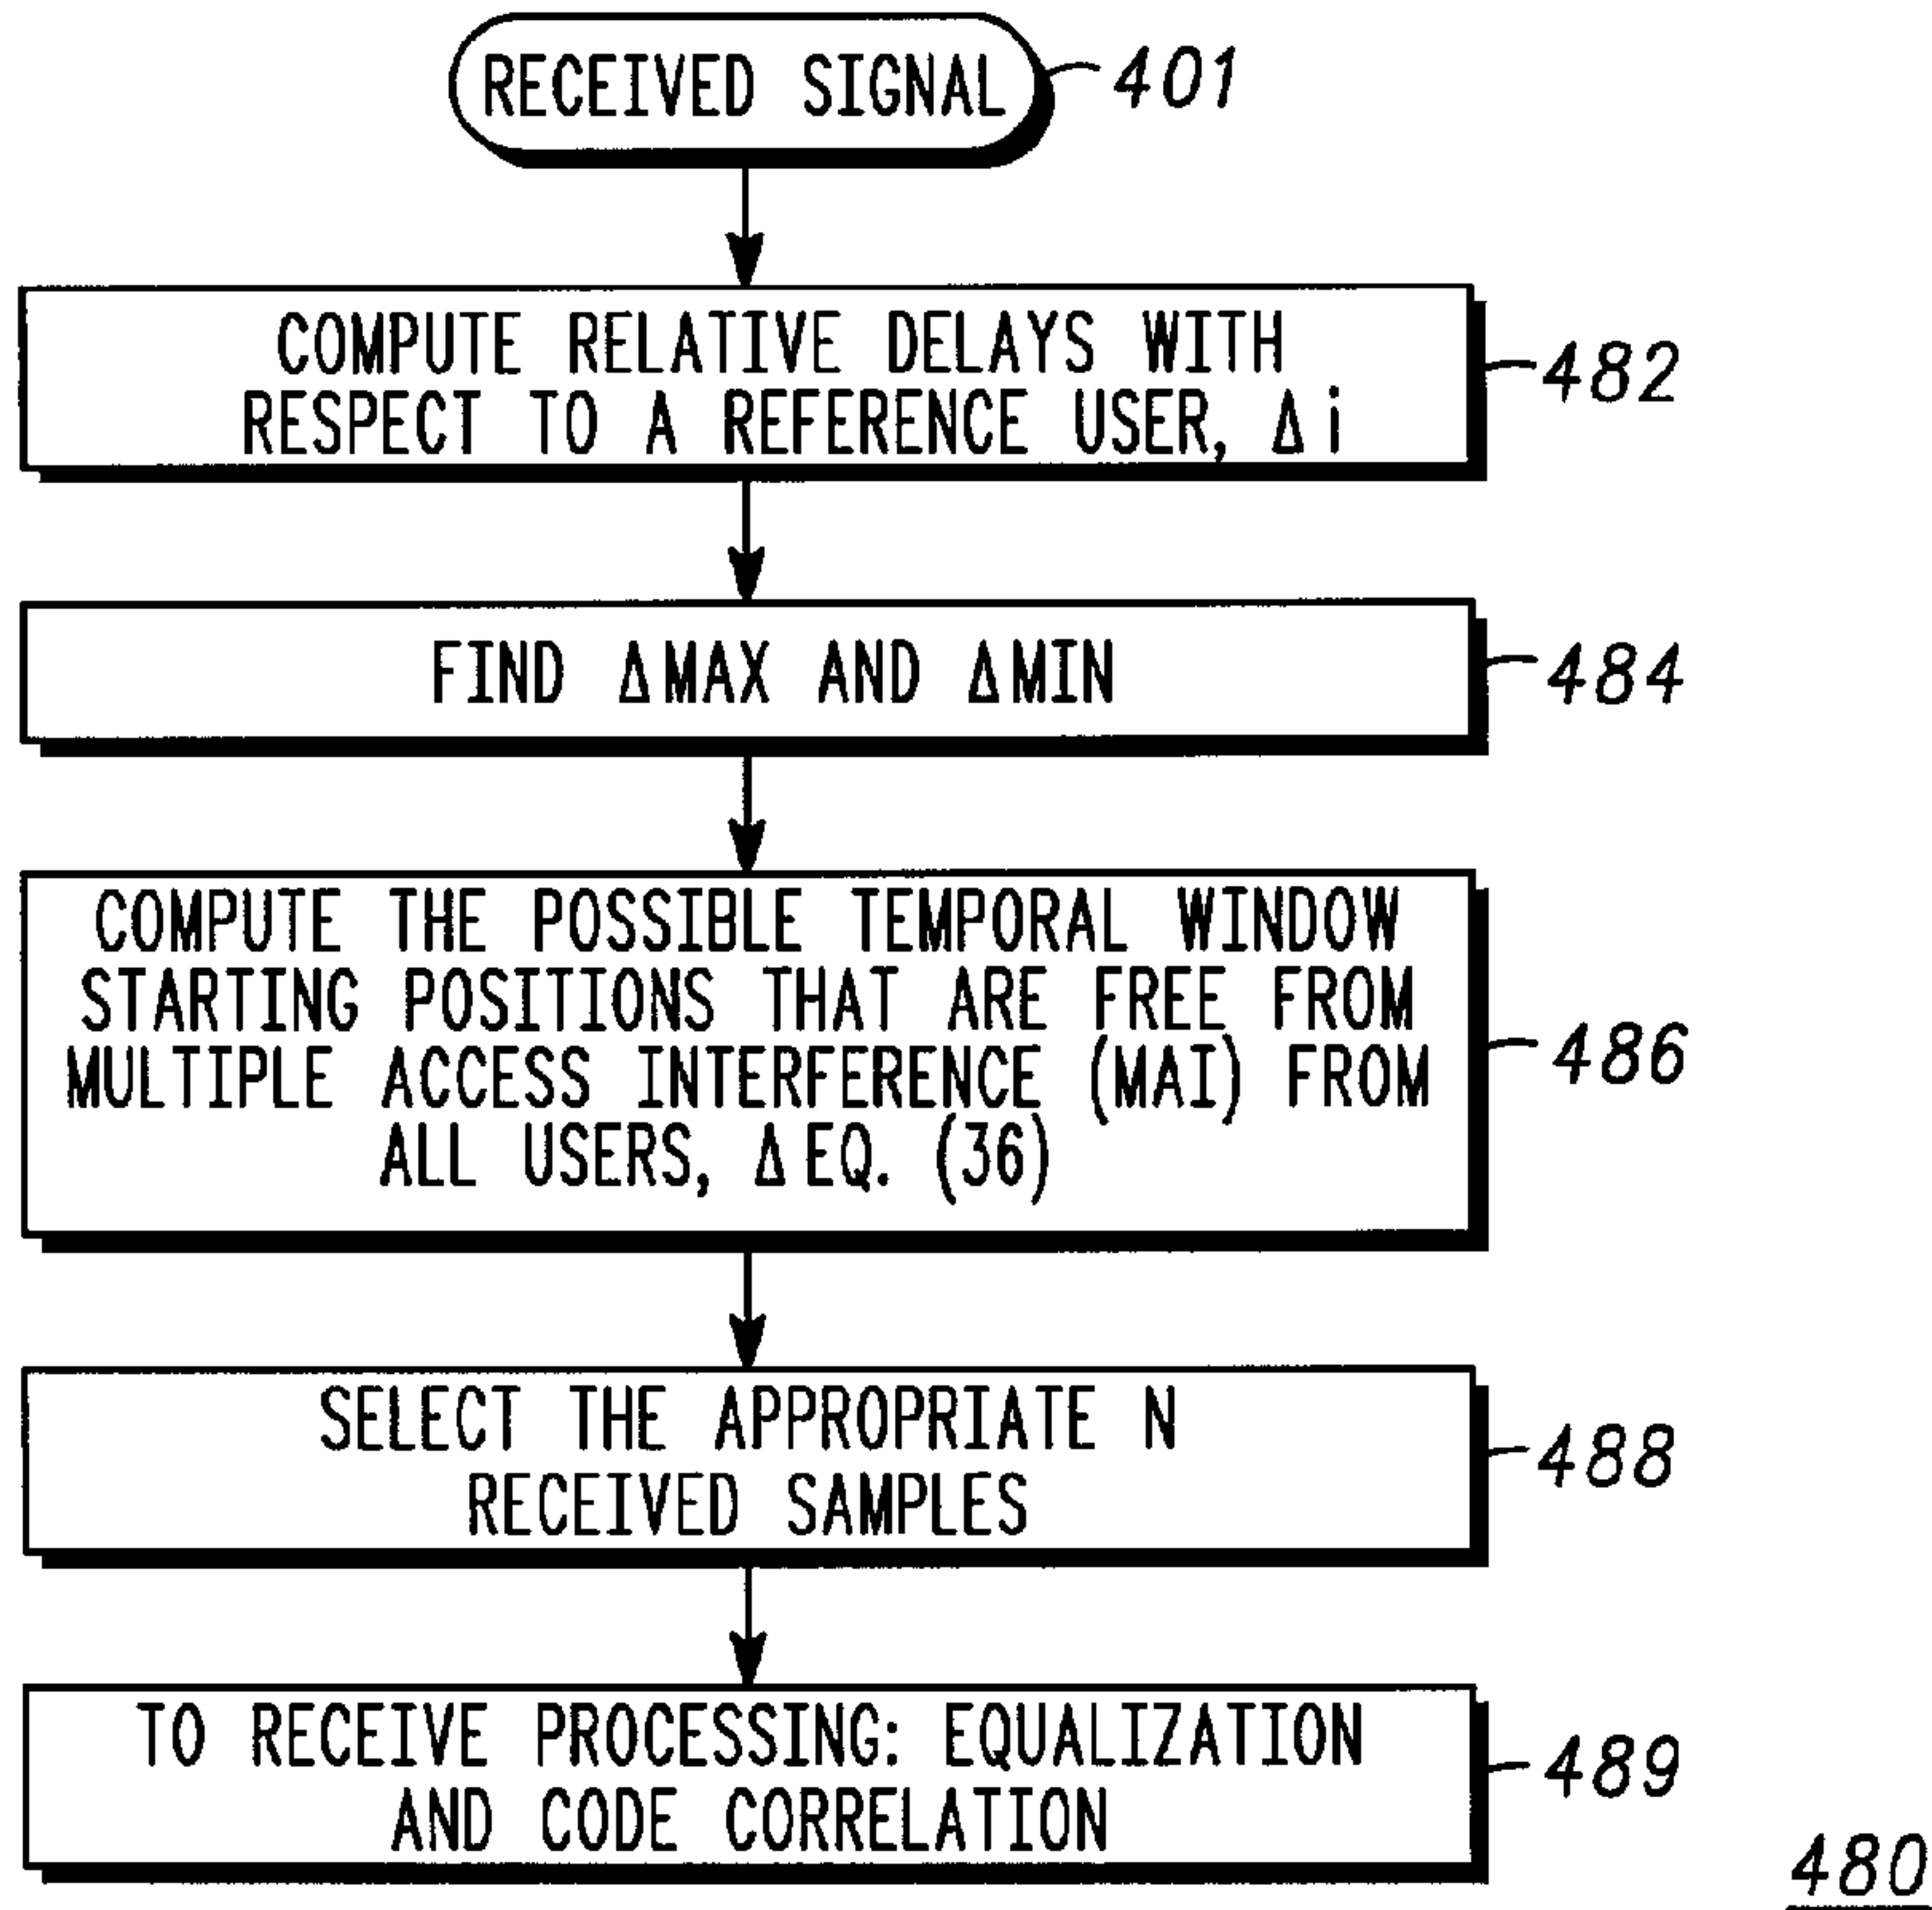 RECEIVED SIGNAL
401
COMPUTE RELATIVE DELAYS WITH
RESPECT TO A REFERENCE USER, Δi
482
FIND ΔMAX AND ΔMIN
484
COMPUTE THE POSSIBLE TEMPORAL WINDOW
STARTING POSITIONS THAT ARE FREE FROM
MULTIPLE ACCESS INTERFERENCE (MAI) FROM
ALL USERS, ΔEQ. (36)
486
SELECT THE APPROPRIATE N
RECEIVED SAMPLES
488
TO RECEIVE PROCESSING: EQUALIZATION
AND CODE CORRELATION
489
480